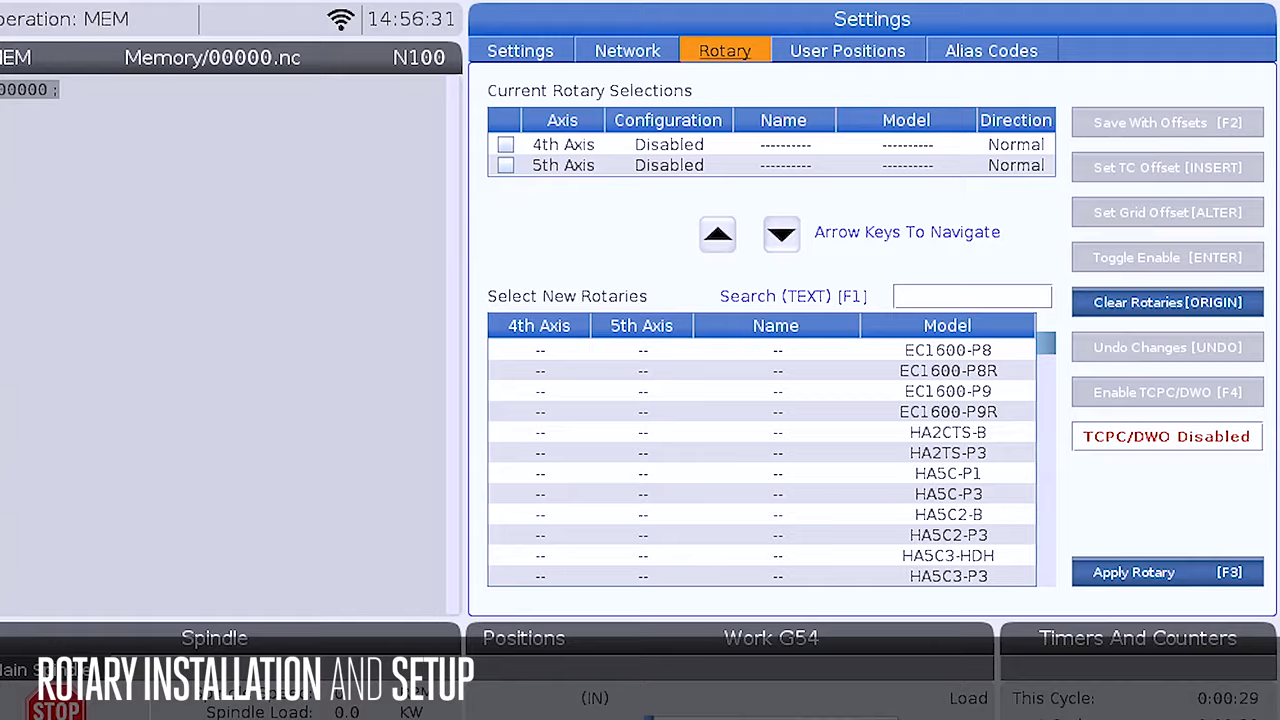 peration: MEM
14:56:31
EM
Memory/00000.nc
N100
00000 ;
Settings
Settings
Network
Rotary
User Positions
Alias Codes
Current Rotary Selections
Axis Configuration Name Model Direction
4th Axis Disabled ---------- ---------- Normal
5th Axis Disabled ---------- ---------- Normal
Arrow Keys To Navigate
Select New Rotaries
Search (TEXT) [F1]
4th Axis 5th Axis Name Model
-- -- -- EC1600-P8
-- -- -- EC1600-P8R
-- -- -- EC1600-P9
-- -- -- EC1600-P9R
-- -- -- HA2CTS-B
-- -- -- HA2TS-P3
-- -- -- HA5C-P1
-- -- -- HA5C-P3
-- -- -- HA5C2-B
-- -- -- HA5C2-P3
-- -- -- HA5C3-HDH
-- -- -- HA5C3-P3
Save With Offsets [F2]
Set TC Offset [INSERT]
Set Grid Offset [ALTER]
Toggle Enable [ENTER]
Clear Rotaries [ORIGIN]
Undo Changes [UNDO]
Enable TCPC/DWO [F4]
TCPC/DWO Disabled
Apply Rotary [F3]
Spindle
ROTARY INSTALLATION AND SETUP
STOP
Spindle Load: 0.0 KW
Positions
Work G54
(IN)
Load
Timers And Counters
This Cycle: 0:00:29